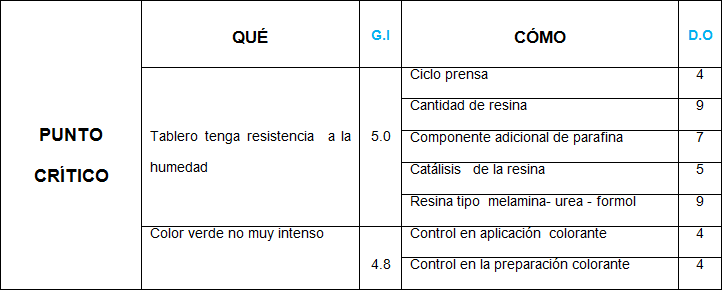 QUÉ G.I CÓMO D.O
PUNTO
CRÍTICO
Tablero tenga resistencia a la
humedad
5.0
Ciclo prensa 4
Cantidad de resina 9
Componente adicional de parafina 7
Catálisis de la resina 5
Resina tipo melamina- urea - formol 9
Color verde no muy intenso
4.8
Control en aplicación colorante 4
Control en la preparación colorante 4